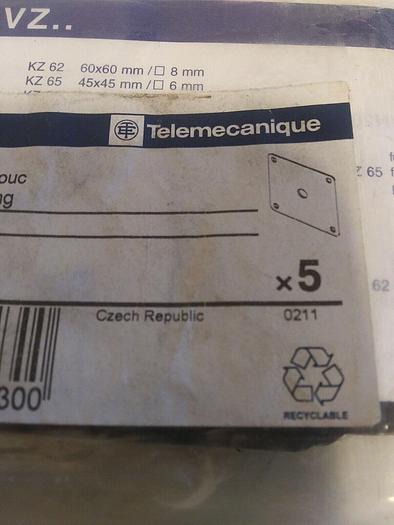 VZ..
KZ 62 60x60 mm / □ 8 mm
KZ 65 45x45 mm / □ 6 mm
Telemecanique
ouc
ng
65
x5
62
Czech Republic 0211
300
RECYCLABLE